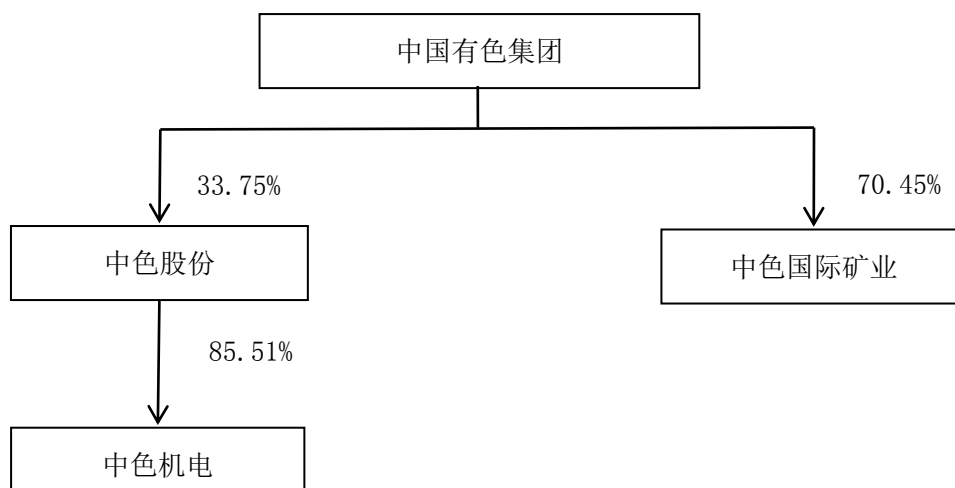 中国有色集团
33.75%
70.45%
中色股份
中色国际矿业
85.51%
中色机电